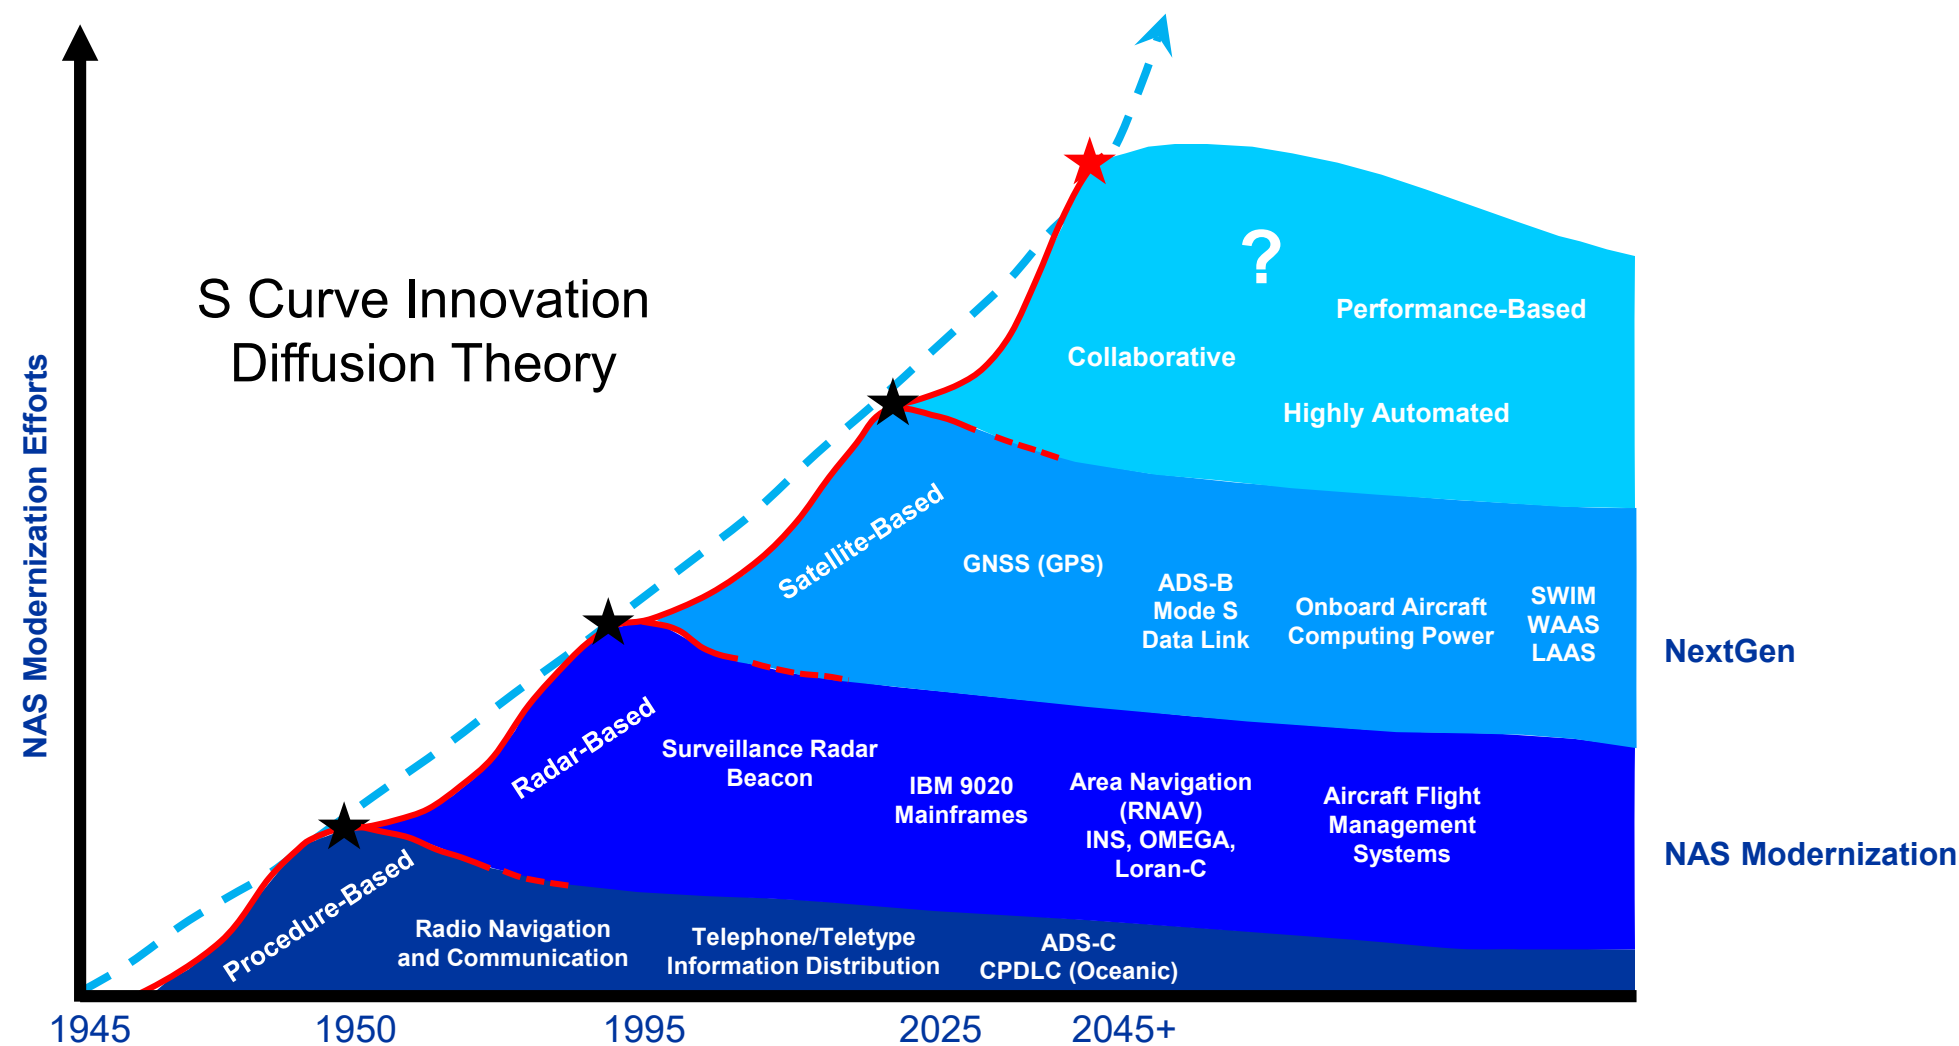 S Curve Innovation
Diffusion Theory
NAS Modernization Efforts
?
Performance-Based
Collaborative
Highly Automated
Satellite-Based
GNSS (GPS)
ADS-B
Mode S
Data Link
Onboard Aircraft
Computing Power
SWIM
WAAS
LAAS
NextGen
Radar-Based
Surveillance Radar
Beacon
IBM 9020
Mainframes
Area Navigation
(RNAV)
INS, OMEGA,
Loran-C
Aircraft Flight
Management
Systems
NAS Modernization
Procedure-Based
Radio Navigation
and Communication
Telephone/Teletype
Information Distribution
ADS-C
CPDLC (Oceanic)
1945
1950
1995
2025
2045+